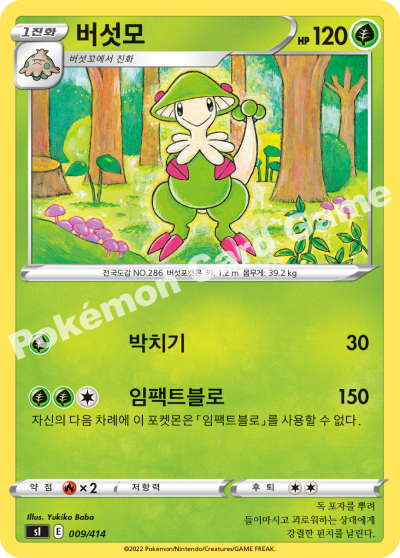 1진화
버섯모
HP 120
버섯꼬에서 진화
전국도감 NO.286 버섯포켓몬 키: 1.2 m 몸무게: 39.2 kg
Pokémon Card Game
박치기 30
임팩트블로 150
자신의 다음 차례에 이 포켓몬은 「임팩트블로」를 사용할 수 없다.
약점 ×2 저항력 후퇴
Illus. Yukiko Baba
sI E 009/414
독 포자를 뿌려
들이마시고 괴로워하는 상대에게
강렬한 펀치를 날린다.
©2022 Pokémon/Nintendo/Creatures/GAME FREAK.